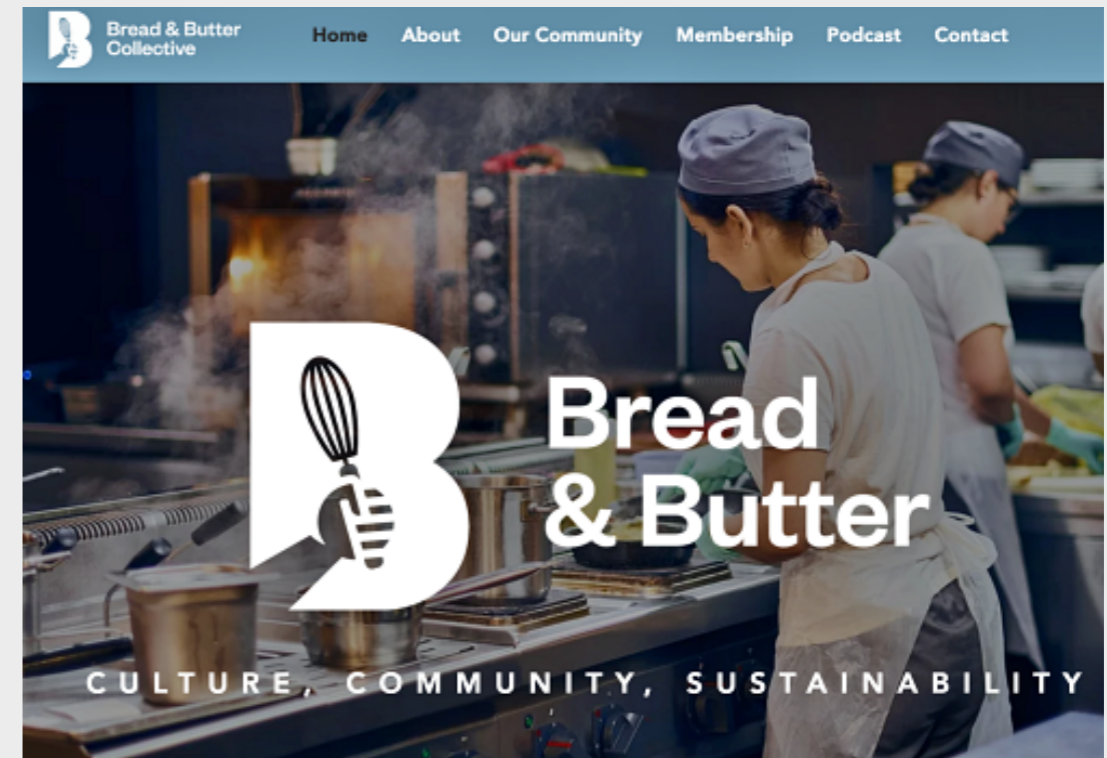 Bread & Butter
Collective
Home About Our Community Membership Podcast Contact
Bread
& Butter
CULTURE, COMMUNITY, SUSTAINABILITY